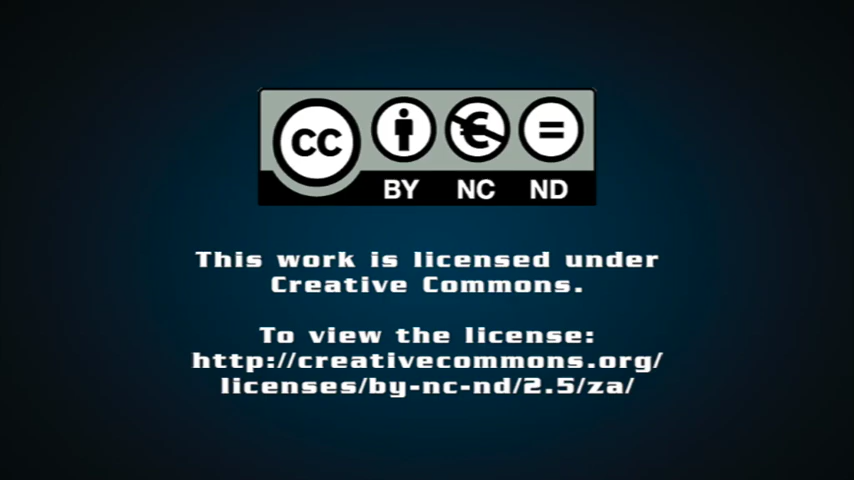 CC
BY NC ND
This work is licensed under
Creative Commons.
To view the license:
http://creativecommons.org/
licenses/by-nc-nd/2.5/za/